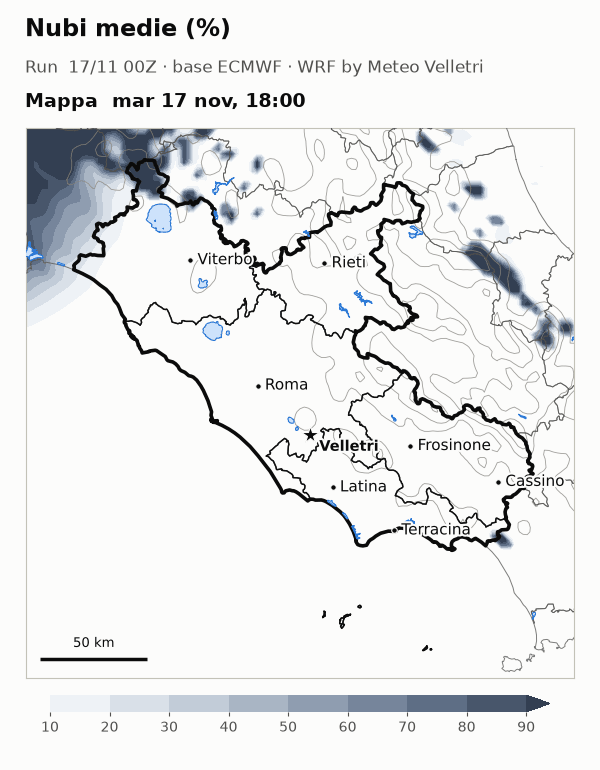 Nubi medie (%)
Run 17/11 00Z · base ECMWF · WRF by Meteo Velletri
Mappa mar 17 nov, 18:00
Viterbo
Rieti
Roma
Velletri
Frosinone
Latina
Cassino
Terracina
50 km
10 20 30 40 50 60 70 80 90